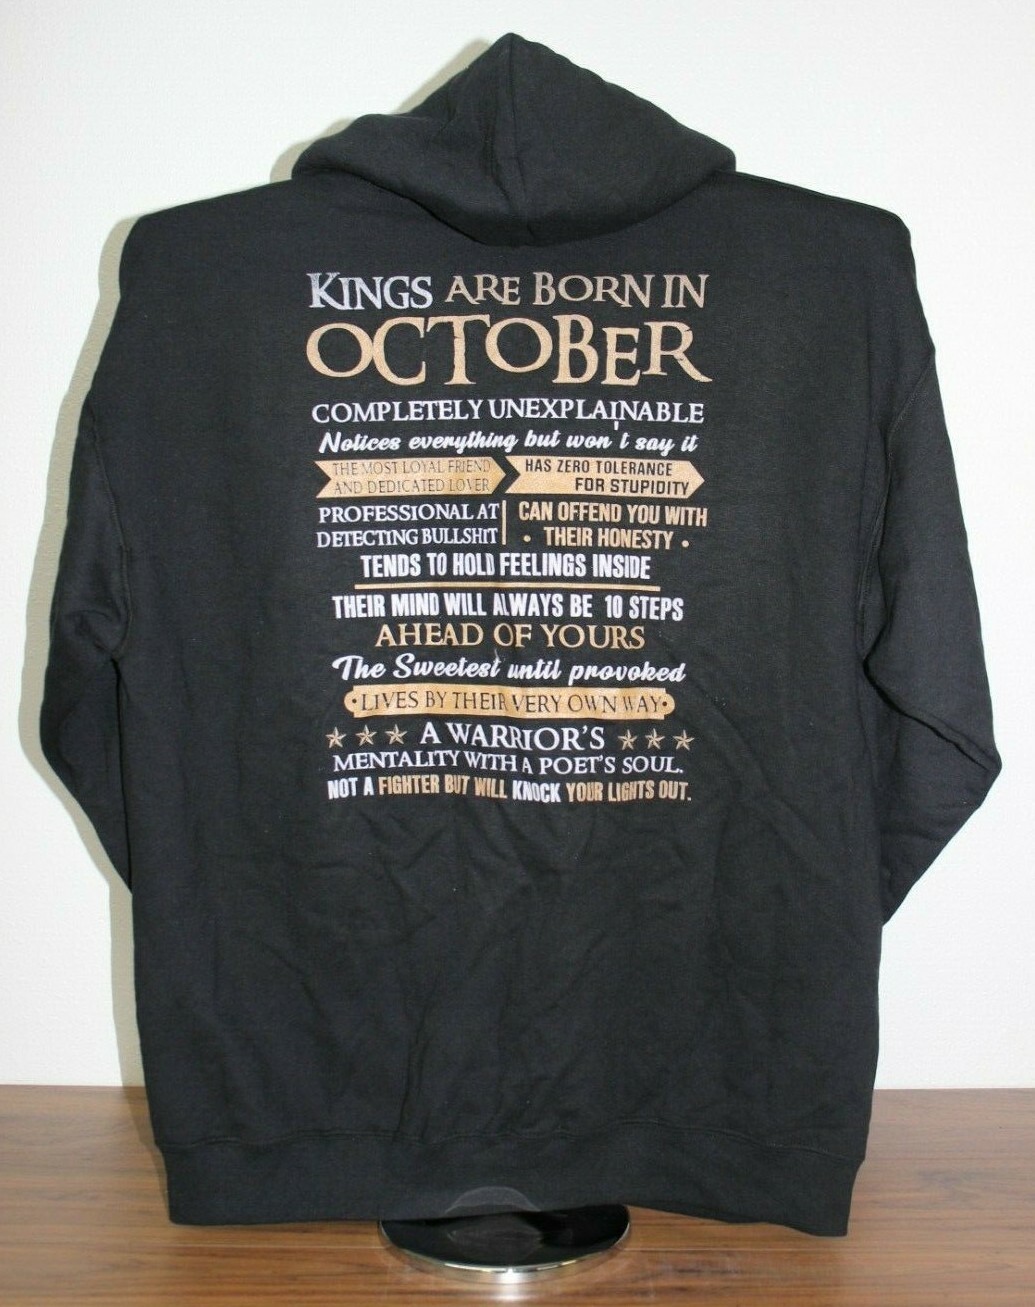 KINGS ARE BORN IN
OCTOBER
COMPLETELY UNEXPLAINABLE
Notices everything but won't say it
THE MOST LOYAL FRIEND
AND DEDICATED LOVER
HAS ZERO TOLERANCE
FOR STUPIDITY
PROFESSIONAL AT
DETECTING BULLSHIT
CAN OFFEND YOU WITH
• THEIR HONESTY •
TENDS TO HOLD FEELINGS INSIDE
THEIR MIND WILL ALWAYS BE 10 STEPS
AHEAD OF YOURS
The Sweetest until provoked
•LIVES BY THEIR VERY OWN WAY•
A WARRIOR'S
MENTALITY WITH A POET'S SOUL.
NOT A FIGHTER BUT WILL KNOCK YOUR LIGHTS OUT.